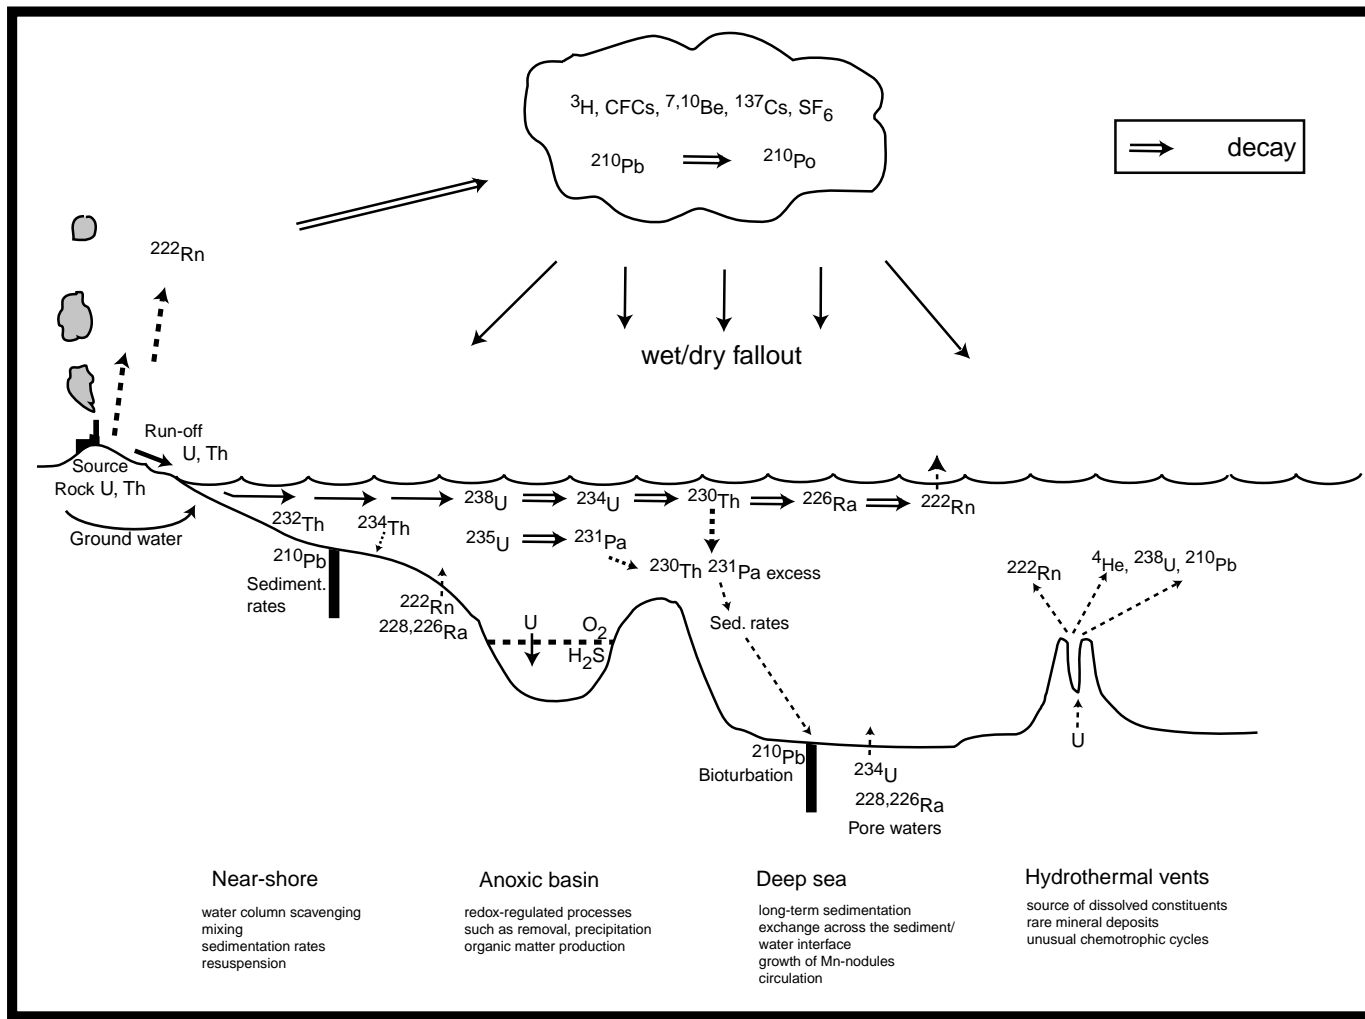 ³H, CFCs, ⁷,¹⁰Be, ¹³⁷Cs, SF₆
²¹⁰Pb ²¹⁰Po
decay
²²²Rn
wet/dry fallout
Run-off
U, Th
Source
Rock U, Th
Ground water
²³²Th
²³⁴Th
²³⁸U ²³⁴U ²³⁰Th ²²⁶Ra ²²²Rn
²³⁵U ²³¹Pa
²³⁰Th ²³¹Pa excess
Sed. rates
²¹⁰Pb
Sediment.
rates
²²²Rn
²²⁸,²²⁶Ra
U O₂
H₂S
²²²Rn
⁴He, ²³⁸U, ²¹⁰Pb
U
²¹⁰Pb
Bioturbation
²³⁴U
²²⁸,²²⁶Ra
Pore waters
Near-shore
water column scavenging
mixing
sedimentation rates
resuspension
Anoxic basin
redox-regulated processes
such as removal, precipitation
organic matter production
Deep sea
long-term sedimentation
exchange across the sediment/
water interface
growth of Mn-nodules
circulation
Hydrothermal vents
source of dissolved constituents
rare mineral deposits
unusual chemotrophic cycles